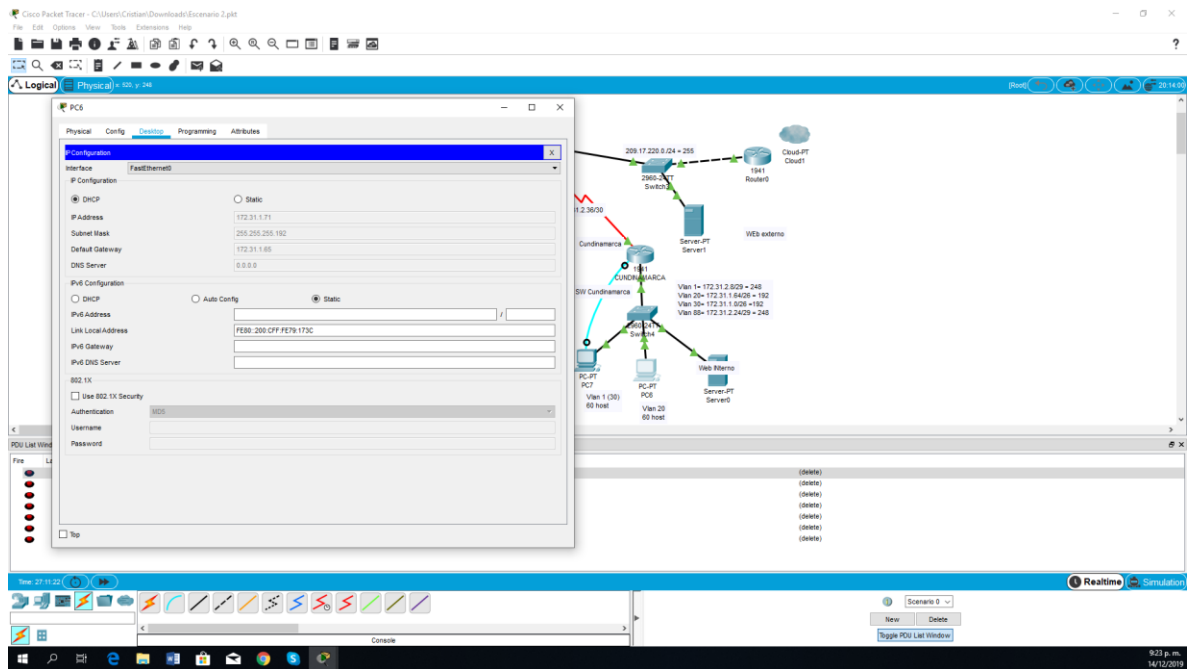 Cisco Packet Tracer - C:\Users\Cristian\Downloads\Escenario 2.pkt
File Edit Options View Tools Extensions Help
?
Logical Physical x: 520, y: 248 [Root] 20:14:00
PC6
Physical Config Desktop Programming Attributes
IP Configuration X
Interface FastEthernet0
IP Configuration
DHCP Static
IP Address 172.31.1.71
Subnet Mask 255.255.255.192
Default Gateway 172.31.1.65
DNS Server 0.0.0.0
IPv6 Configuration
DHCP Auto Config Static
IPv6 Address /
Link Local Address FE80::200:CFF:FE79:173C
IPv6 Gateway
IPv6 DNS Server
802.1X
Use 802.1X Security
Authentication MD5
Username
Password
Top
209.17.220.0./24 = 255
Cloud-PT
Cloud1
1941
Router0
Switch3
1.2.36/30
Server-PT
Server1
WEb externo
Cundinamarca
1941
CUNDINAMARCA
SW Cundinamarca
Vlan 1= 172.31.2.8/29 = 248
Vlan 20= 172.31.1.64/26 = 192
Vlan 30= 172.31.1.0/26 =192
Vlan 88= 172.31.2.24/29 = 248
Switch4
PC-PT
PC7
Vlan 1 (30)
60 host
PC-PT
PC6
Vlan 20
60 host
Web INterno
Server-PT
Server0
PDU List Wind
Fire La
(delete)
(delete)
(delete)
(delete)
(delete)
(delete)
(delete)
Time: 27:11:22 Realtime Simulation
Scenario 0
New Delete
Toggle PDU List Window
Console
9:23 p. m.
14/12/2019